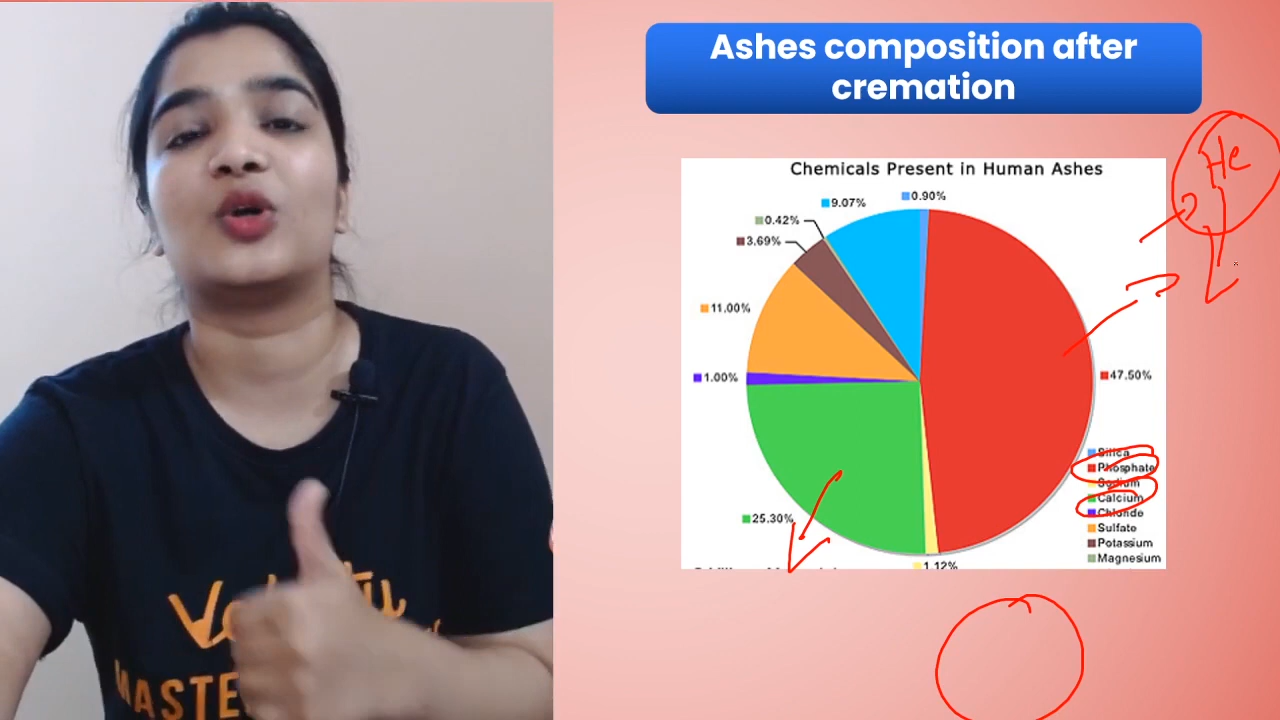 Ashes composition after
cremation
Chemicals Present in Human Ashes
0.90%
9.07%
0.42%
3.69%
11.00%
47.50%
1.00%
25.30%
1.12%
Silica
Phosphate
Sodium
Calcium
Chloride
Sulfate
Potassium
Magnesium
He
MASTE